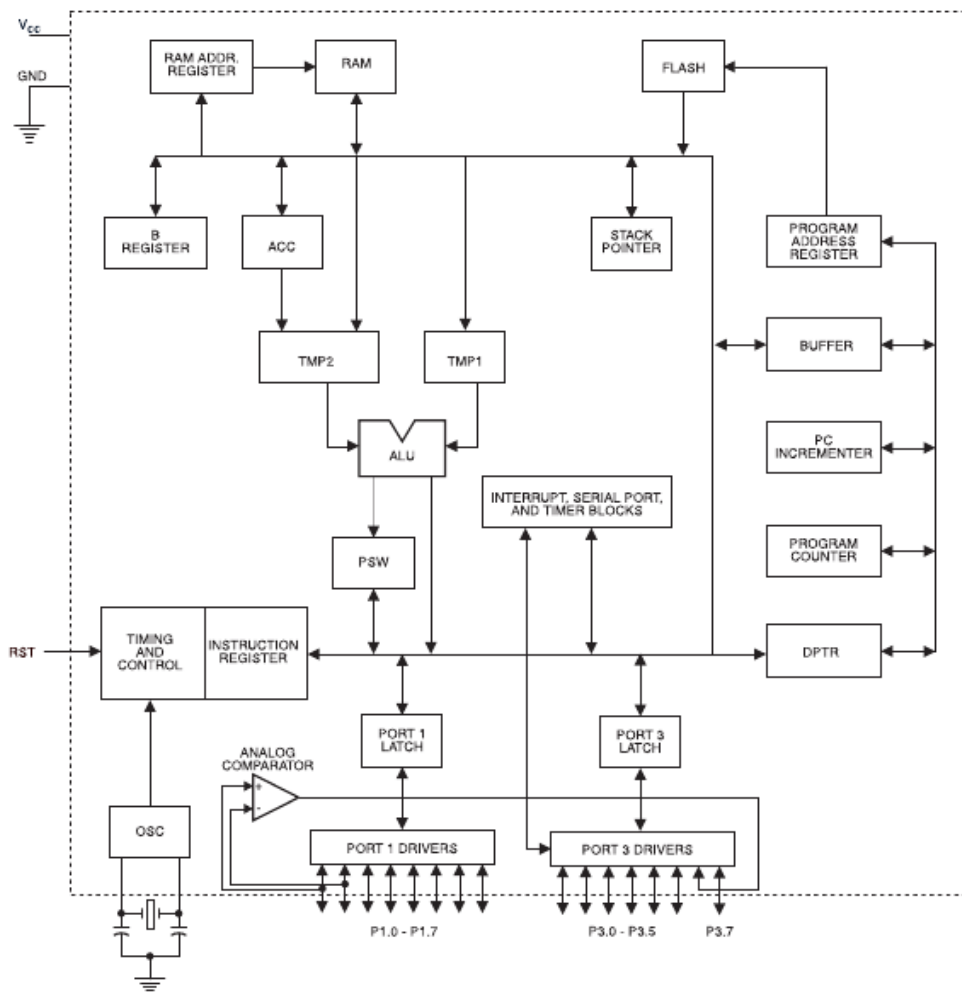 VCC
GND
RAM ADDR.
REGISTER
RAM
FLASH
B
REGISTER
ACC
STACK
POINTER
PROGRAM
ADDRESS
REGISTER
TMP2
TMP1
BUFFER
ALU
PC
INCREMENTER
INTERRUPT, SERIAL PORT,
AND TIMER BLOCKS
PSW
PROGRAM
COUNTER
RST
TIMING
AND
CONTROL
INSTRUCTION
REGISTER
DPTR
PORT 1
LATCH
PORT 3
LATCH
ANALOG
COMPARATOR
+
-
OSC
PORT 1 DRIVERS
PORT 3 DRIVERS
P1.0 - P1.7
P3.0 - P3.5
P3.7